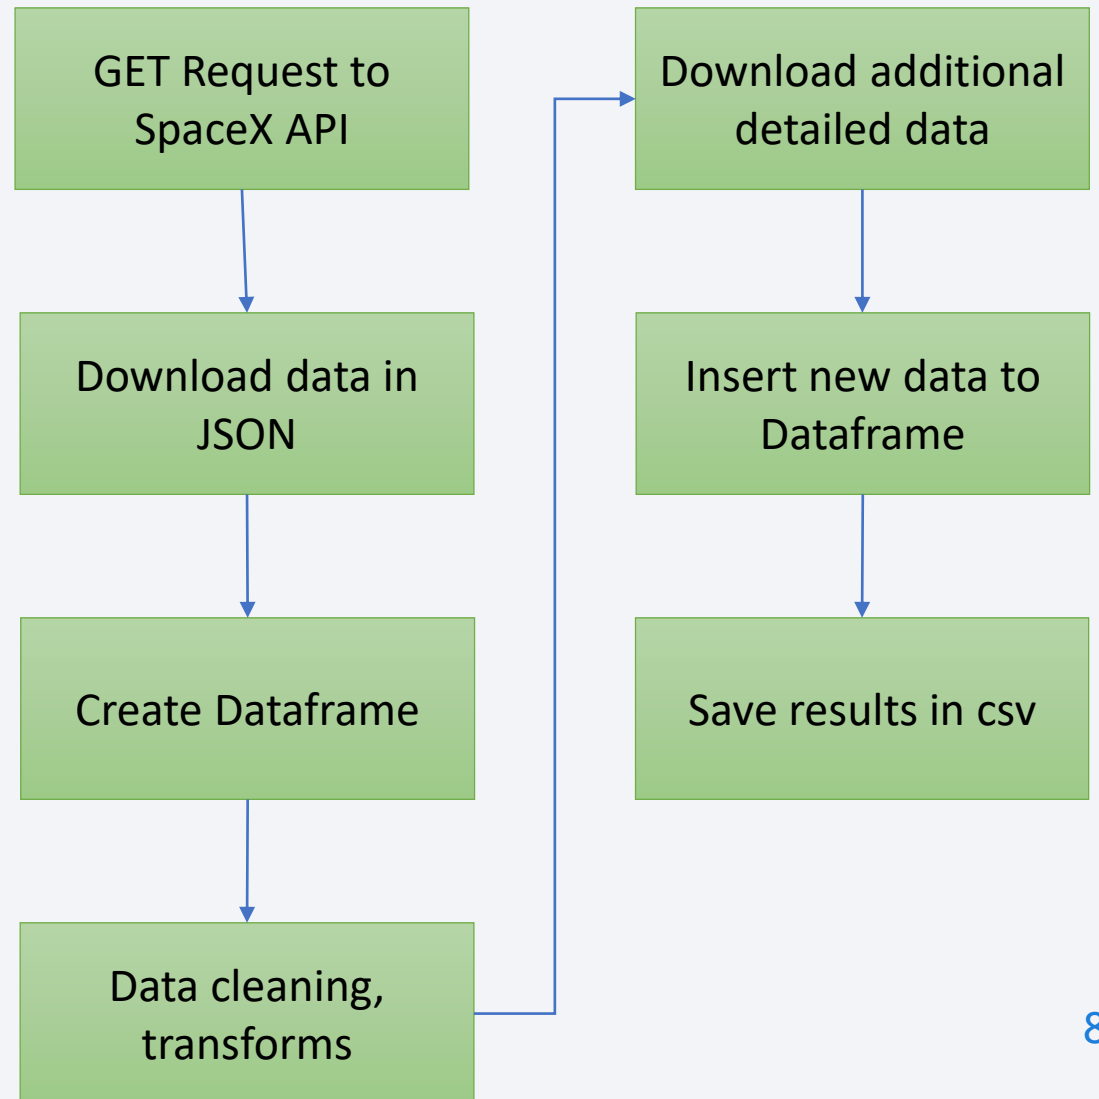 GET Request to
SpaceX API
Download data in
JSON
Create Dataframe
Data cleaning,
transforms
Download additional
detailed data
Insert new data to
Dataframe
Save results in csv
8